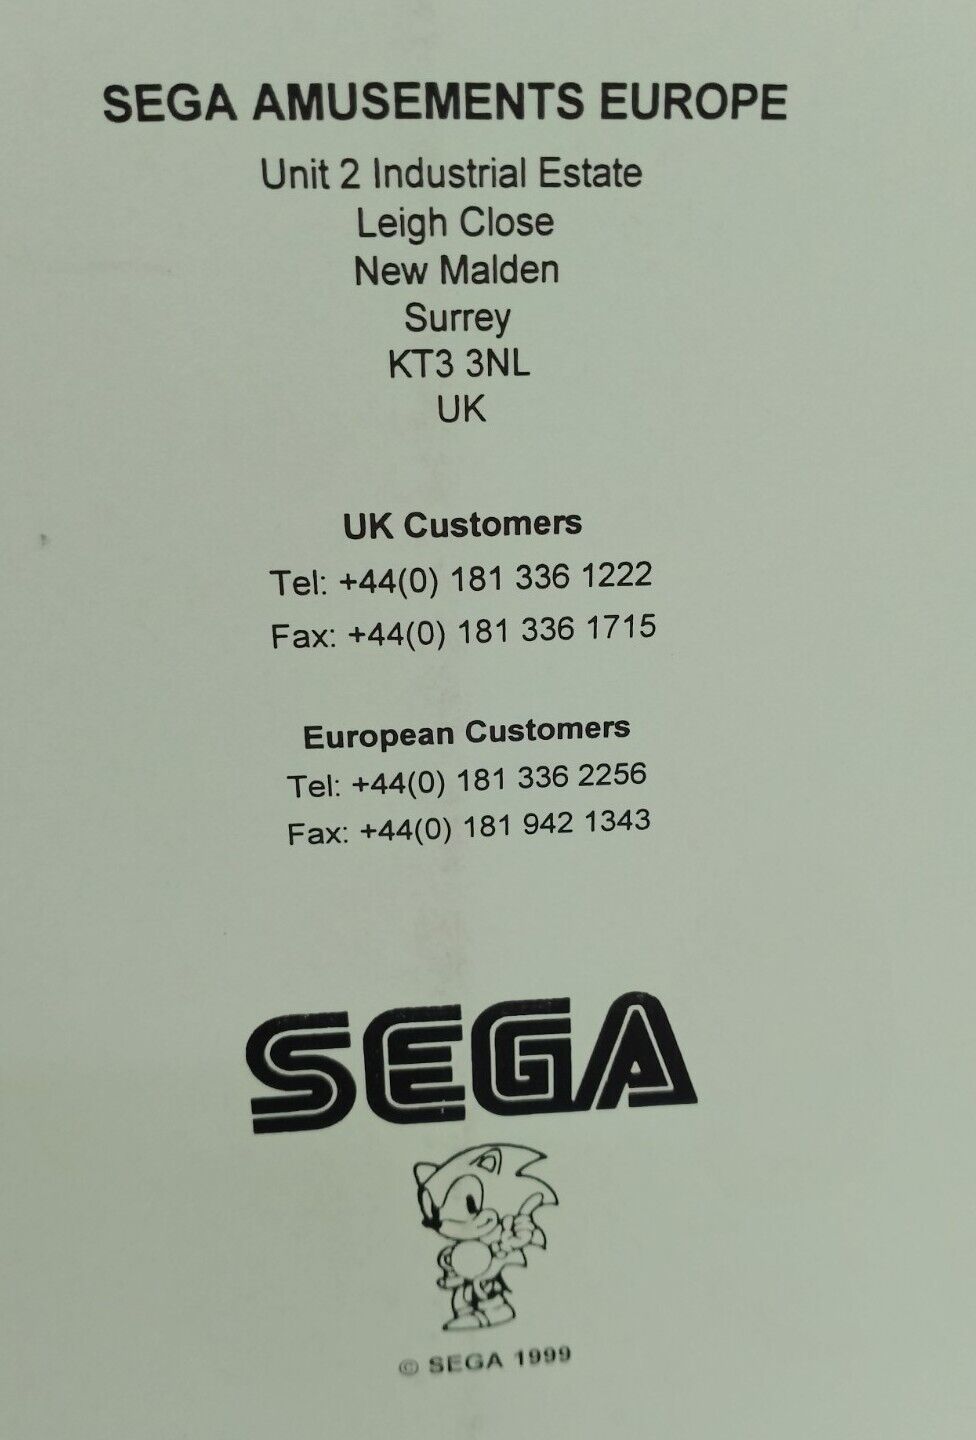 SEGA AMUSEMENTS EUROPE
Unit 2 Industrial Estate
Leigh Close
New Malden
Surrey
KT3 3NL
UK
UK Customers
Tel: +44(0) 181 336 1222
Fax: +44(0) 181 336 1715
European Customers
Tel: +44(0) 181 336 2256
Fax: +44(0) 181 942 1343
SEGA
© SEGA 1999